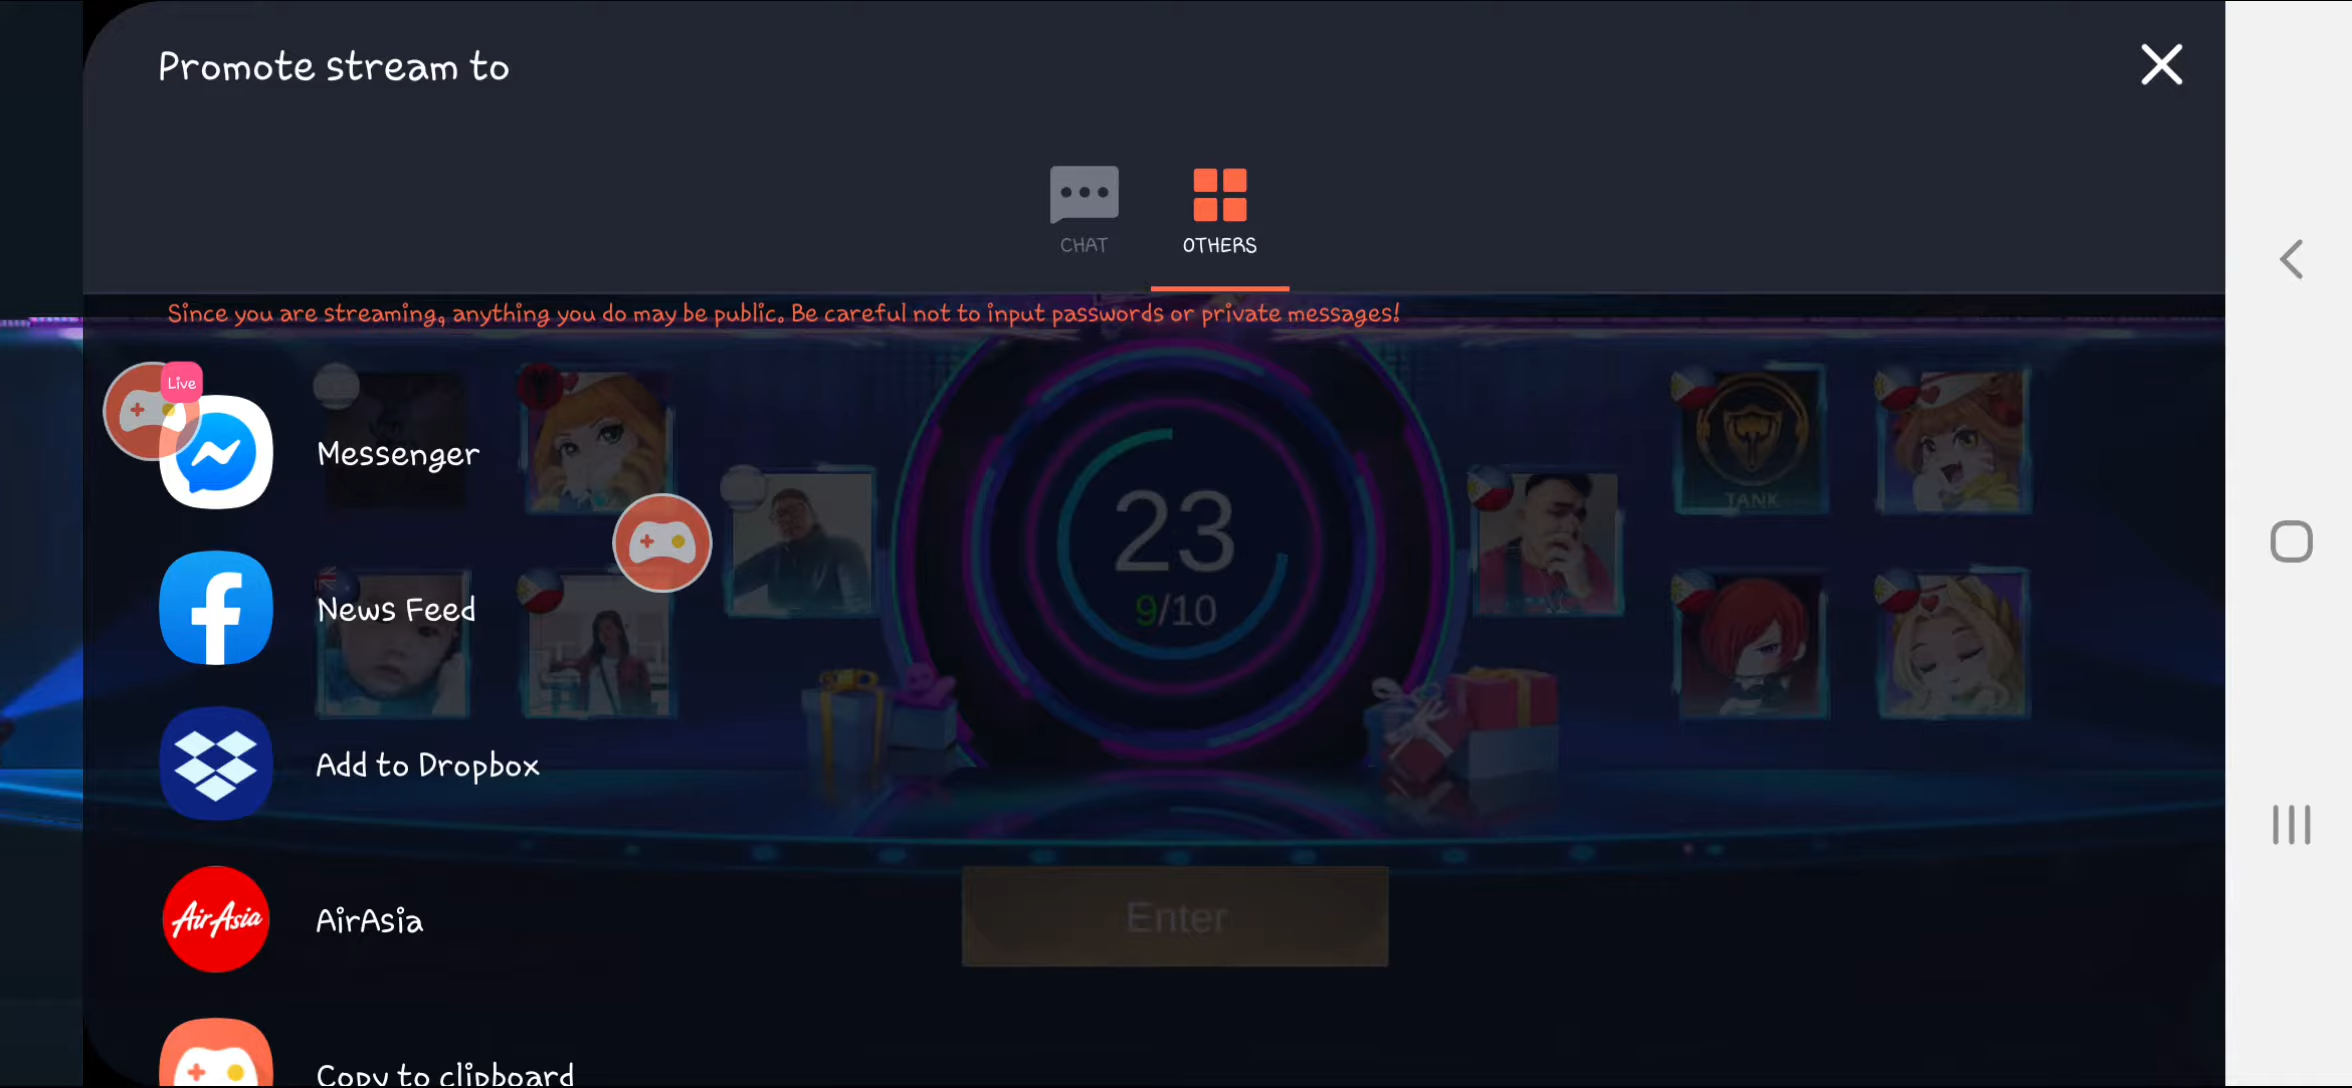 Promote stream to
CHAT
OTHERS
Since you are streaming, anything you do may be public. Be careful not to input passwords or private messages!
Live
Messenger
TANK
23
9/10
News Feed
Add to Dropbox
AirAsia
AirAsia
Enter
Copy to clipboard